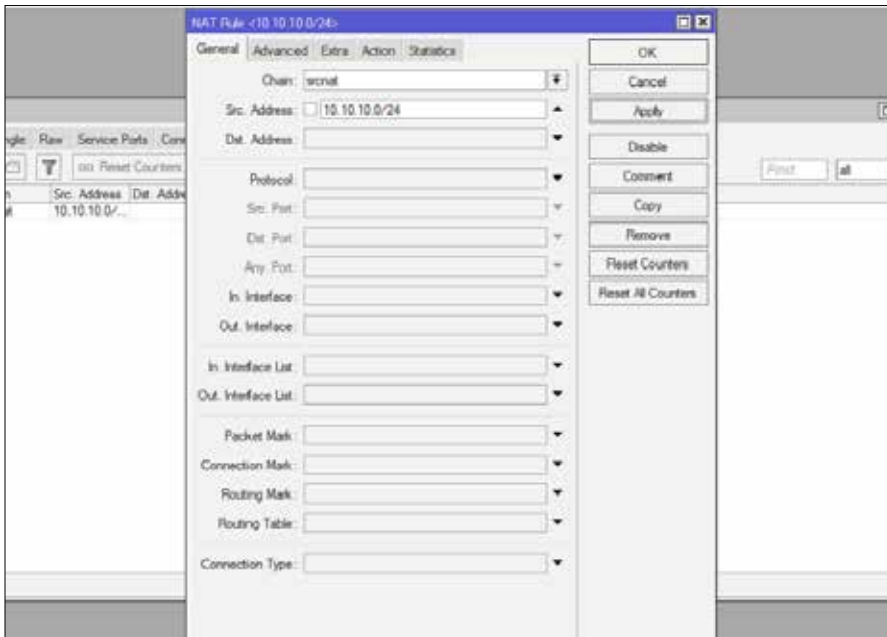 NAT Rule <10.10.10.0/24>
General Advanced Extra Action Statistics
OK
Chain: srcnat
Cancel
Src. Address: 10.10.10.0/24
Apply
Dst. Address:
Raw Service Ports
Disable
Reset Counters
Protocol:
Comment
Find
all
Src. Address Dst.
Src. Port:
Copy
10.10.10.0/...
Dst. Port:
Remove
Any. Port:
Reset Counters
In. Interface:
Reset All Counters
Out. Interface:
In. Interface List:
Out. Interface List:
Packet Mark:
Connection Mark:
Routing Mark:
Routing Table:
Connection Type: